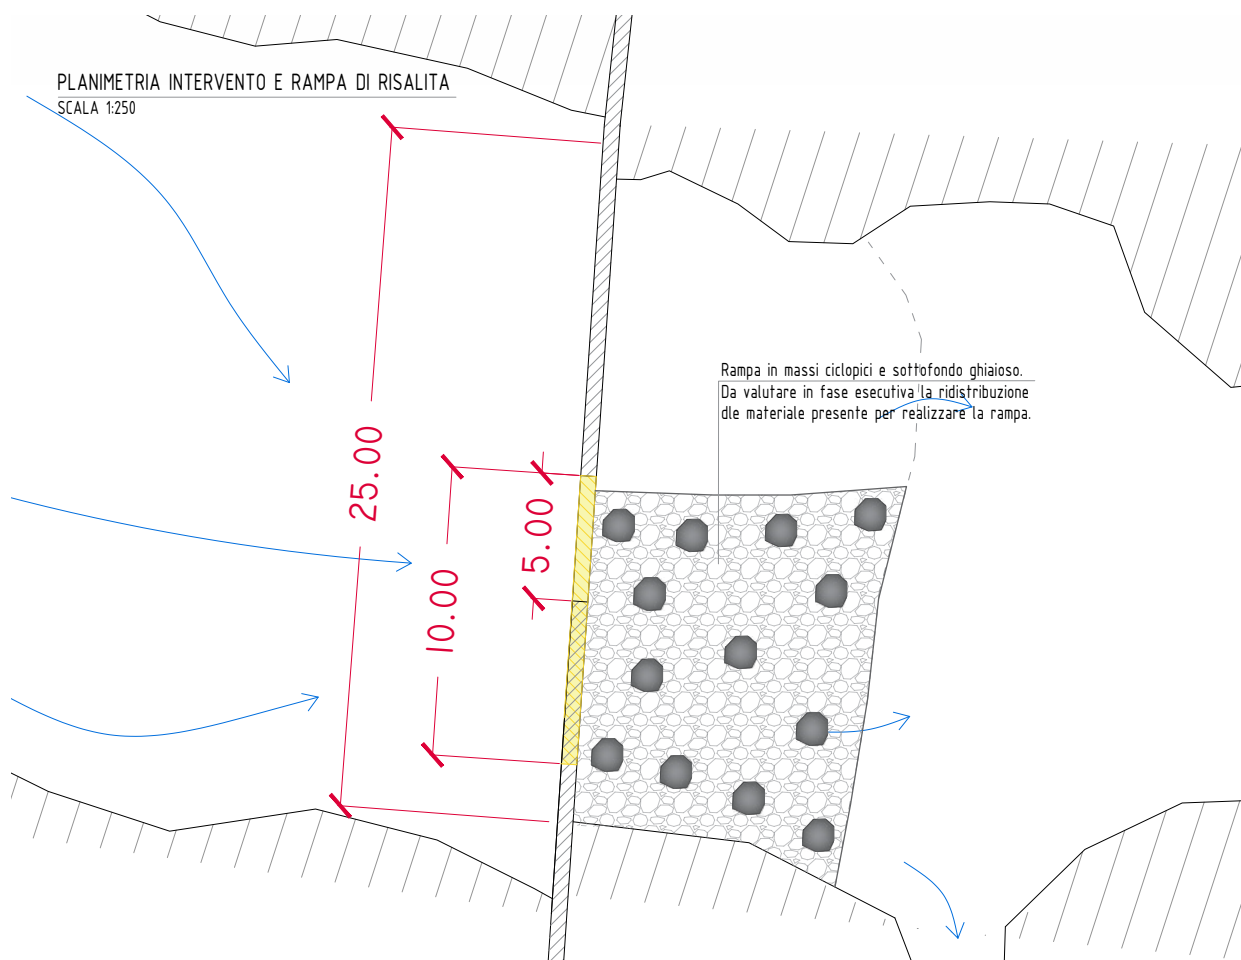 PLANIMETRIA INTERVENTO E RAMPA DI RISALITA
SCALA 1:250
Rampa in massi ciclopici e sottofondo ghiaioso.
Da valutare in fase esecutiva la ridistribuzione
dle materiale presente per realizzare la rampa.
25.00
10.00
5.00